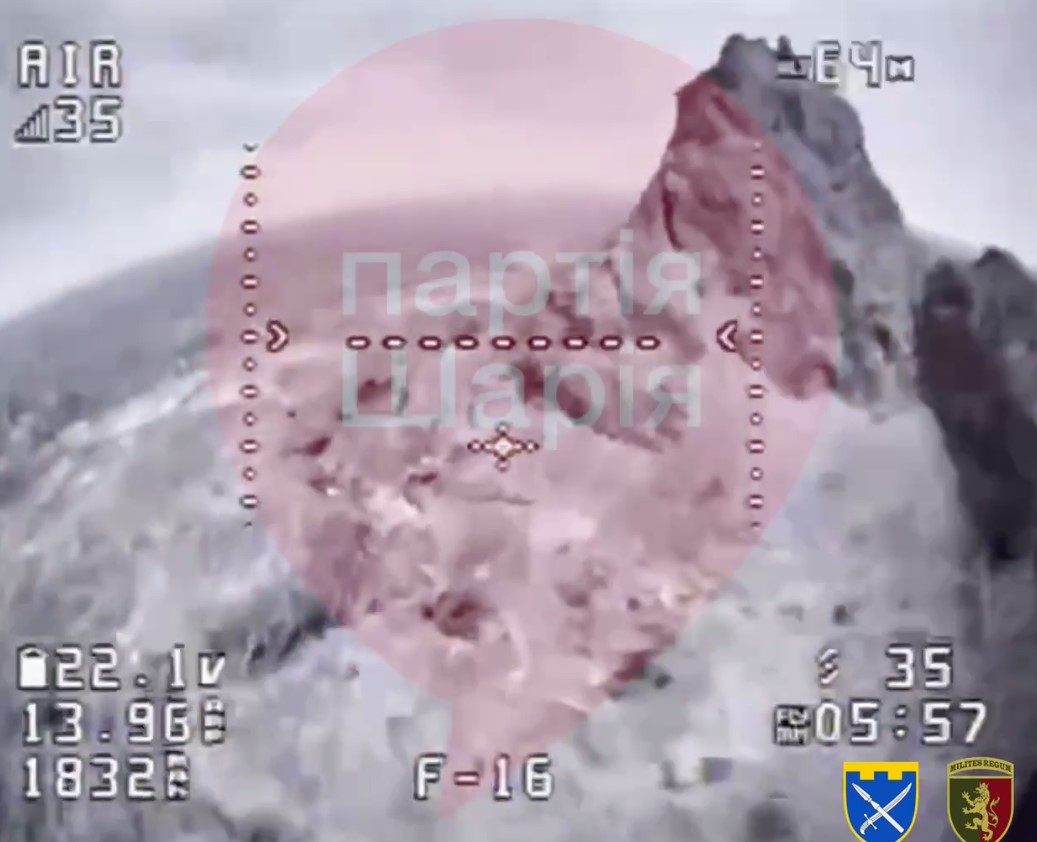 AIR
64м
35
партія
Шарія
22.1V
35
13.96
05:57
1832
F-16
MILITES REGUM